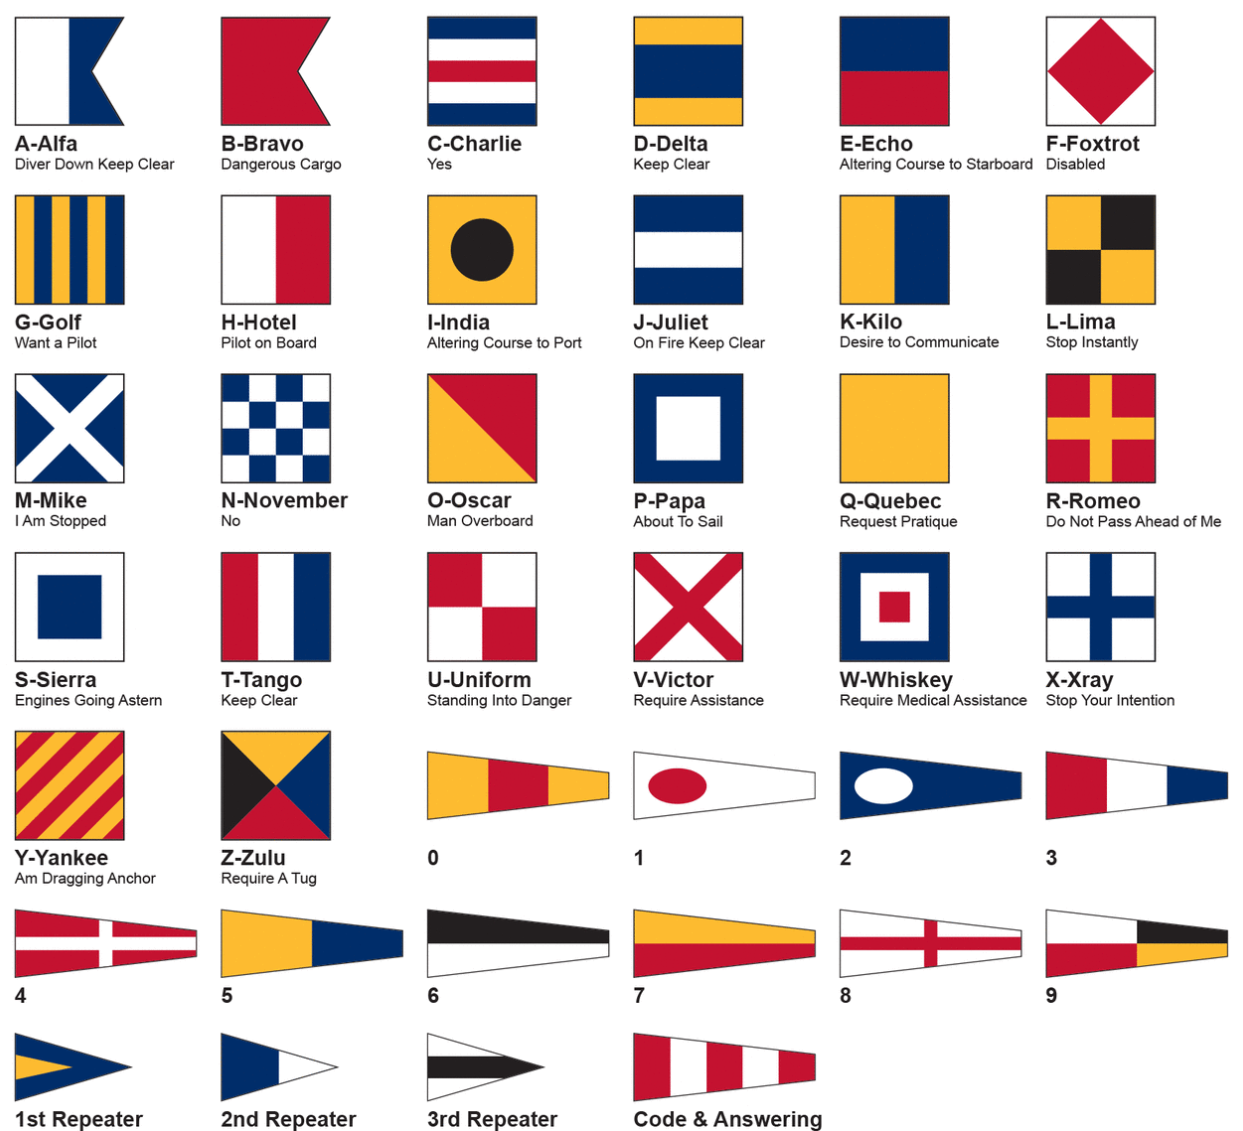 A-Alfa
Diver Down Keep Clear
B-Bravo
Dangerous Cargo
C-Charlie
Yes
D-Delta
Keep Clear
E-Echo
Altering Course to Starboard
F-Foxtrot
Disabled
G-Golf
Want a Pilot
H-Hotel
Pilot on Board
I-India
Altering Course to Port
J-Juliet
On Fire Keep Clear
K-Kilo
Desire to Communicate
L-Lima
Stop Instantly
M-Mike
I Am Stopped
N-November
No
O-Oscar
Man Overboard
P-Papa
About To Sail
Q-Quebec
Request Pratique
R-Romeo
Do Not Pass Ahead of Me
S-Sierra
Engines Going Astern
T-Tango
Keep Clear
U-Uniform
Standing Into Danger
V-Victor
Require Assistance
W-Whiskey
Require Medical Assistance
X-Xray
Stop Your Intention
Y-Yankee
Am Dragging Anchor
Z-Zulu
Require A Tug
0
1
2
3
4
5
6
7
8
9
1st Repeater
2nd Repeater
3rd Repeater
Code & Answering